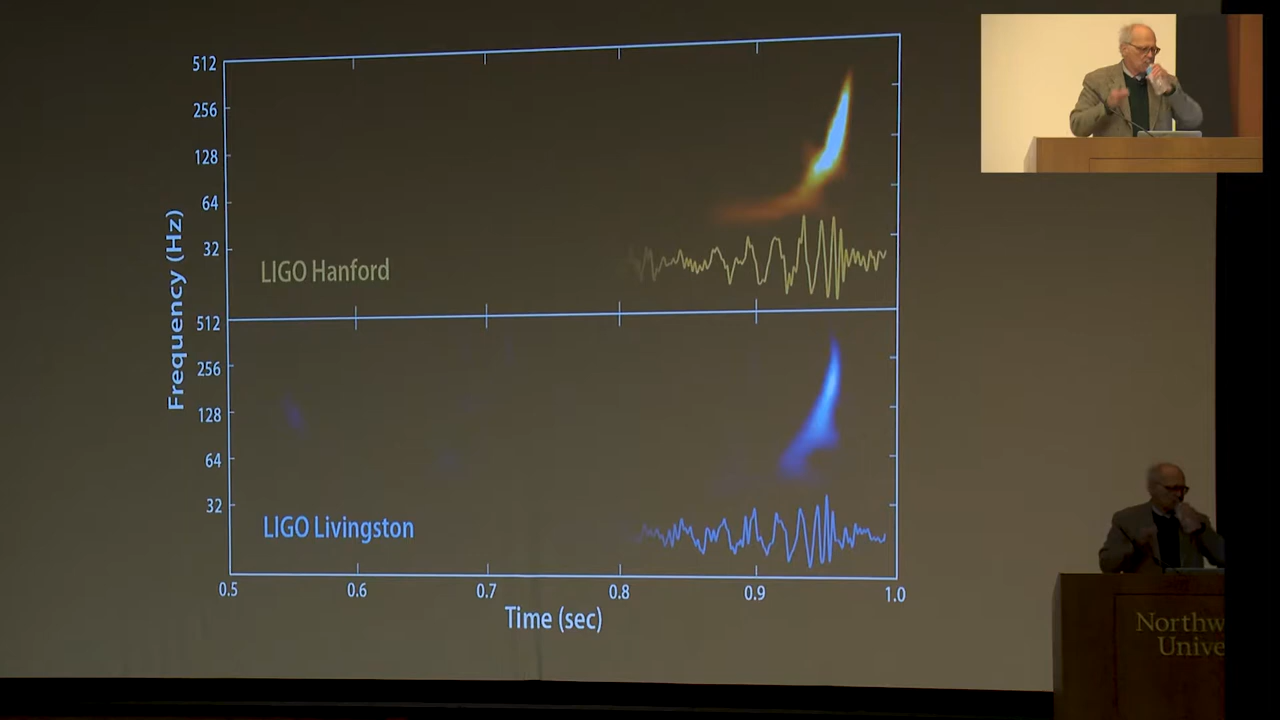 Frequency (Hz)
512
256
128
64
32
LIGO Hanford
512
256
128
64
32
LIGO Livingston
0.5 0.6 0.7 0.8 0.9 1.0
Time (sec)
Northw
Unive